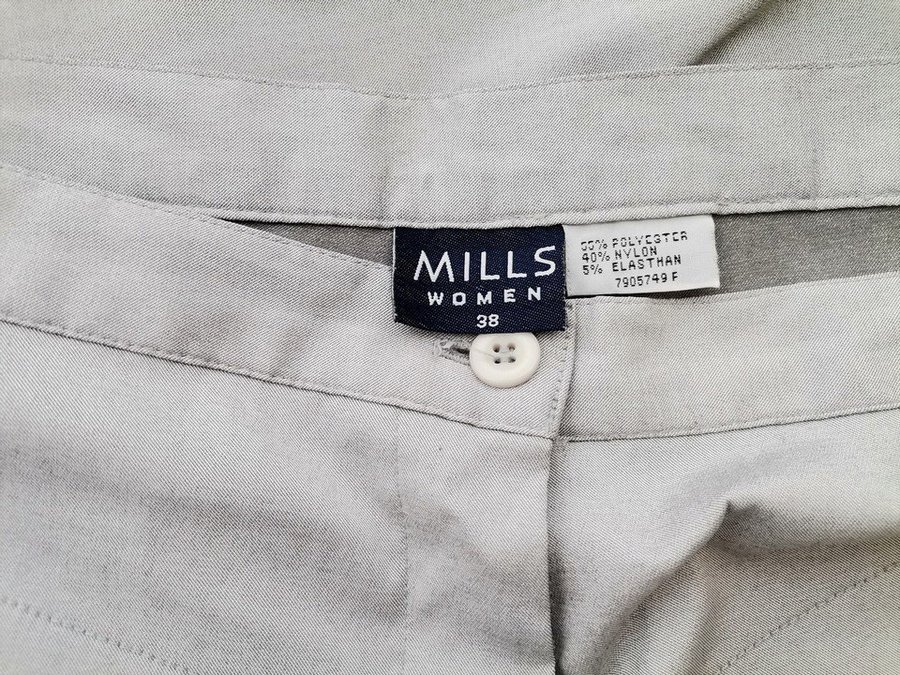 MILLS
WOMEN
38
55% POLYESTER
40% NYLON
5% ELASTHAN
7905749 F